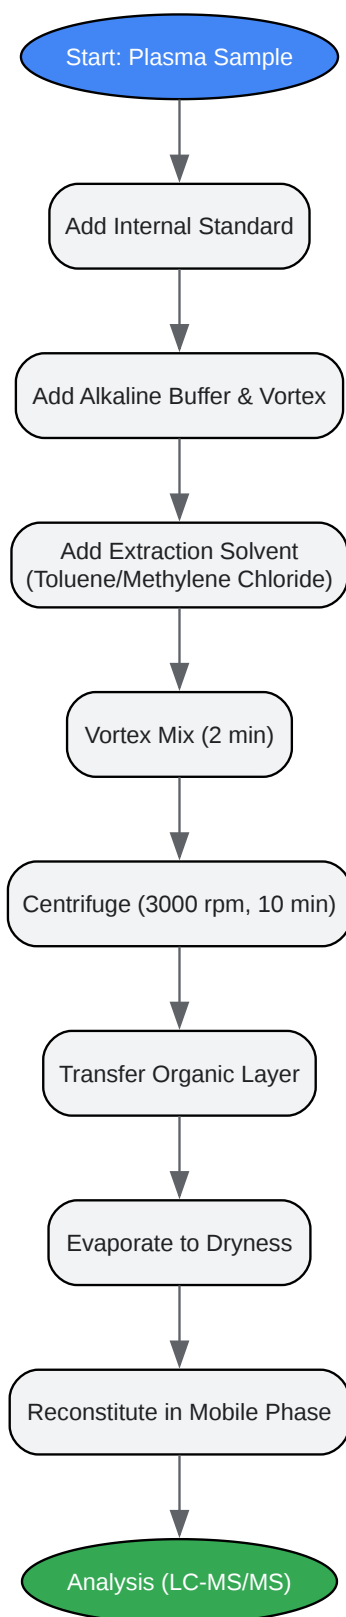 Start: Plasma Sample
Add Internal Standard
Add Alkaline Buffer & Vortex
Add Extraction Solvent
(Toluene/Methylene Chloride)
Vortex Mix (2 min)
Centrifuge (3000 rpm, 10 min)
Transfer Organic Layer
Evaporate to Dryness
Reconstitute in Mobile Phase
Analysis (LC-MS/MS)